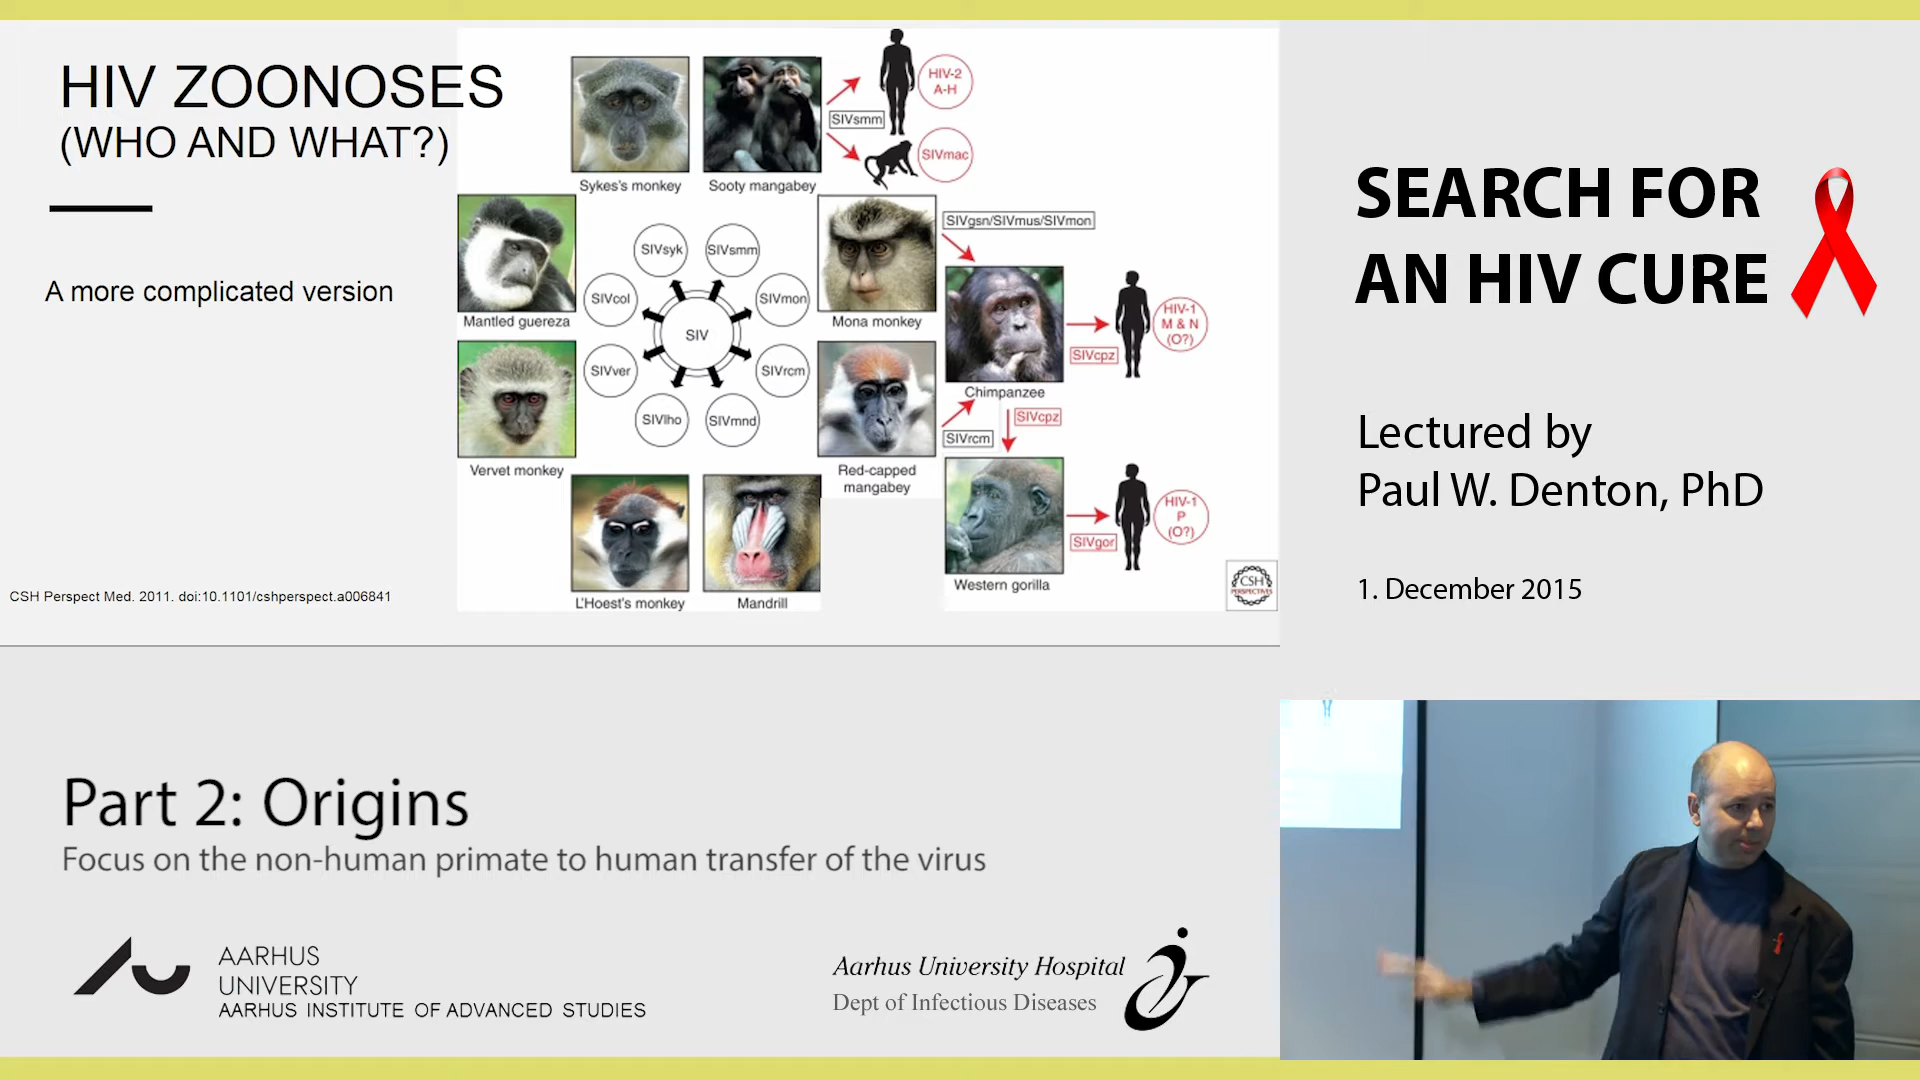 HIV ZOONOSES
(WHO AND WHAT?)
A more complicated version
CSH Perspect Med. 2011. doi:10.1101/cshperspect.a006841
Sykes's monkey
Sooty mangabey
SIVsmm
HIV-2
A-H
SIVmac
Mantled guereza
SIVsyk
SIVsmm
SIVcol
SIVmon
SIV
SIVver
SIVrcm
SIVlho
SIVmnd
Mona monkey
SIVgsn/SIVmus/SIVmon
Chimpanzee
SIVcpz
HIV-1
M & N
(O?)
Vervet monkey
Red-capped
mangabey
SIVrcm
SIVcpz
L'Hoest's monkey
Mandrill
Western gorilla
SIVgor
HIV-1
P
(O?)
CSH
PERSPECTIVES
SEARCH FOR
AN HIV CURE
Lectured by
Paul W. Denton, PhD
1. December 2015
Part 2: Origins
Focus on the non-human primate to human transfer of the virus
AARHUS
UNIVERSITY
AARHUS INSTITUTE OF ADVANCED STUDIES
Aarhus University Hospital
Dept of Infectious Diseases